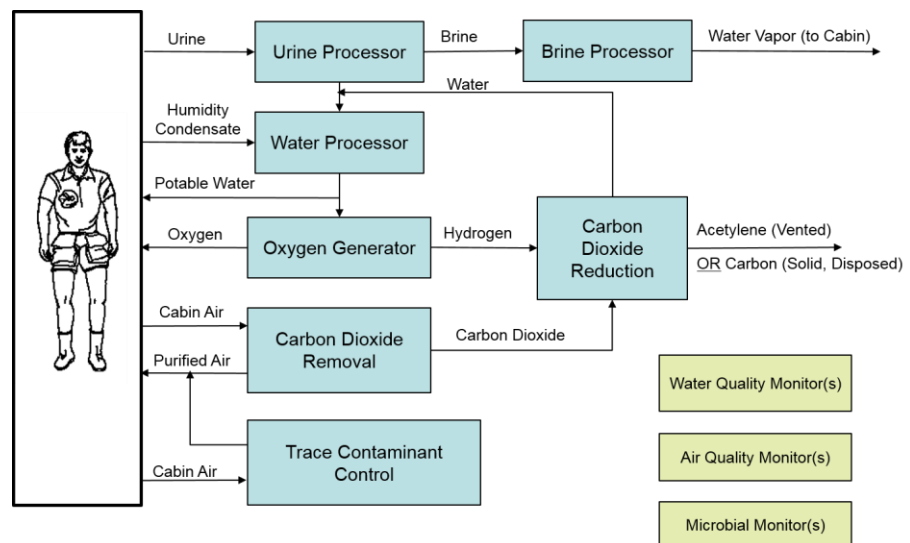 Urine
Urine Processor
Brine
Brine Processor
Water Vapor (to Cabin)
Water
Humidity
Condensate
Water Processor
Potable Water
Oxygen
Oxygen Generator
Hydrogen
Carbon
Dioxide
Reduction
Acetylene (Vented)
OR Carbon (Solid, Disposed)
Cabin Air
Carbon Dioxide
Removal
Carbon Dioxide
Purified Air
Trace Contaminant
Control
Cabin Air
Water Quality Monitor(s)
Air Quality Monitor(s)
Microbial Monitor(s)